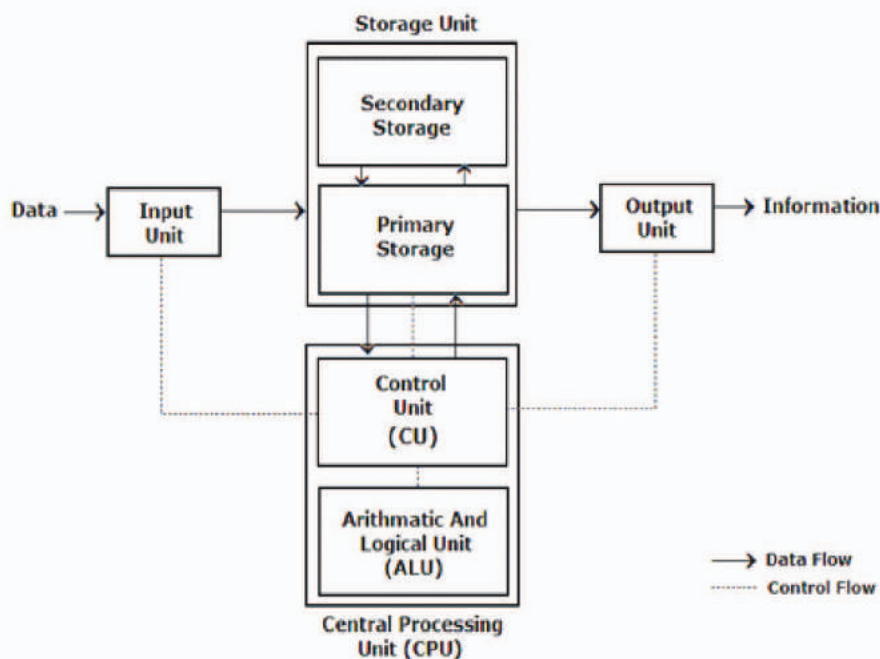 Storage Unit
Secondary
Storage
Data
Input
Unit
Primary
Storage
Output
Unit
Information
Control
Unit
(CU)
Arithmatic And
Logical Unit
(ALU)
Data Flow
Control Flow
Central Processing
Unit (CPU)